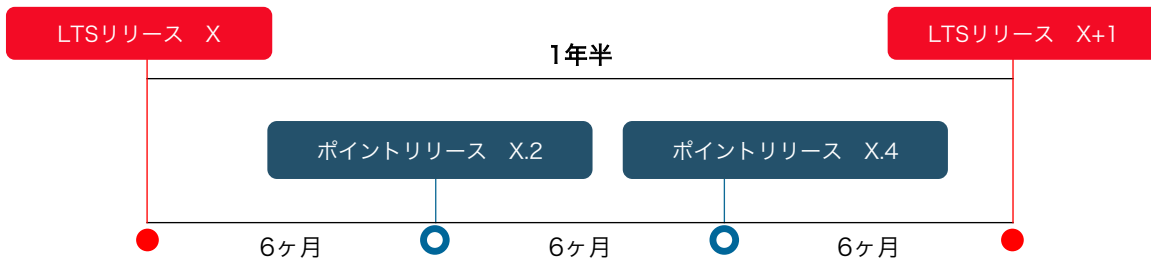 LTSリリース　X
LTSリリース　X+1
1年半
ポイントリリース　X.2
ポイントリリース　X.4
6ヶ月
6ヶ月
6ヶ月